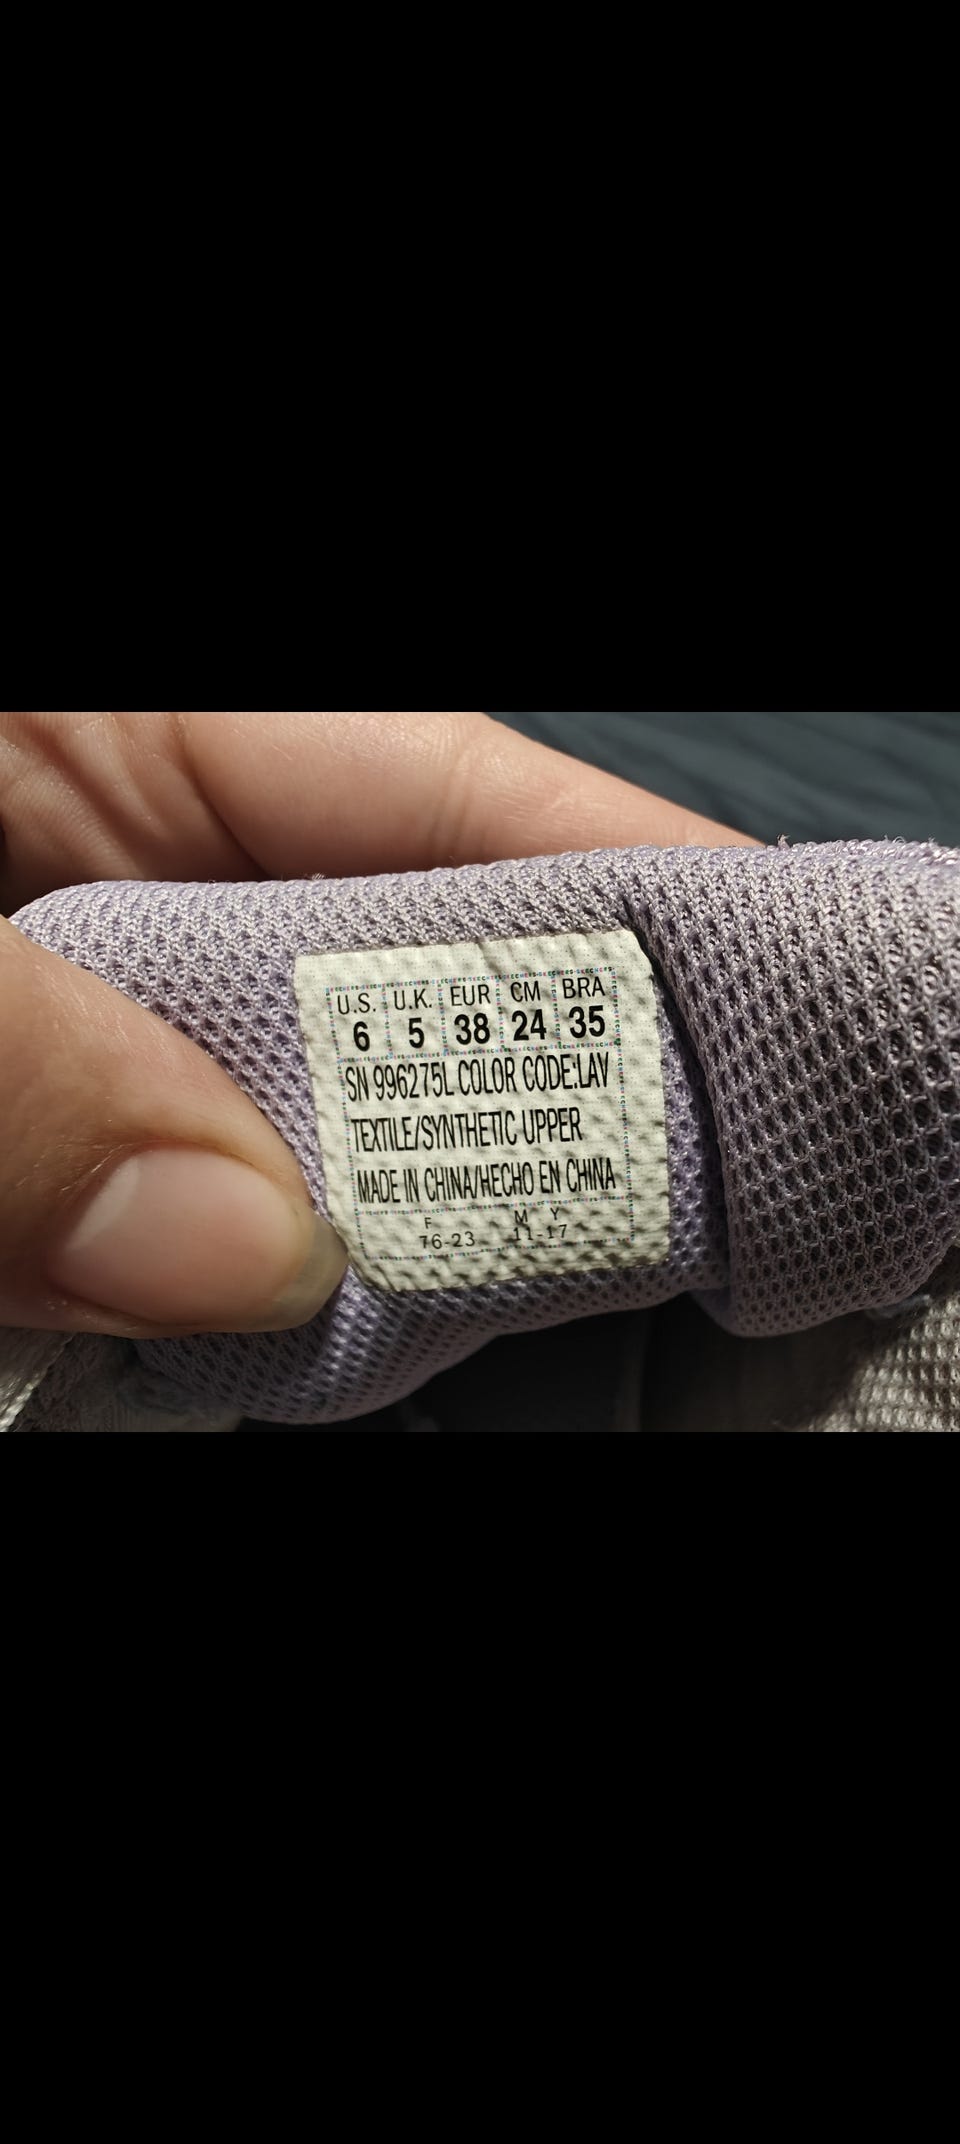 U.S. U.K. EUR CM BRA
6 5 38 24 35
SN 996275L COLOR CODE:LAV
TEXTILE/SYNTHETIC UPPER
MADE IN CHINA/HECHO EN CHINA
F M Y
76-23 11-17